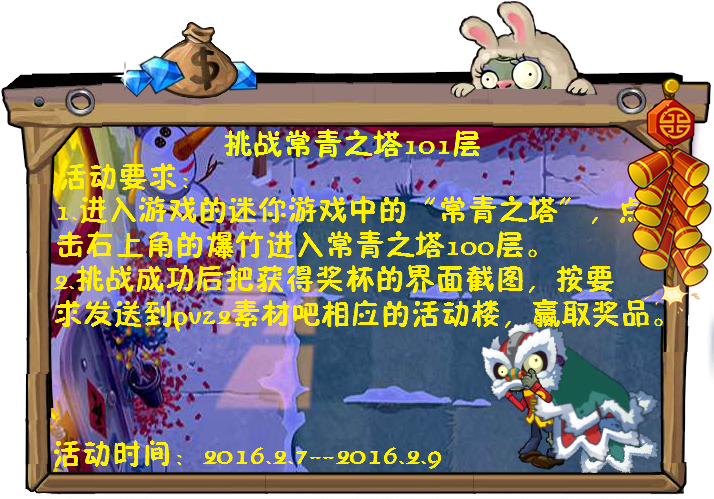 挑战常青之塔101层
活动要求：
1.进入游戏的迷你游戏中的“常青之塔”，点
击右上角的爆竹进入常青之塔100层。
2.挑战成功后把获得奖杯的界面截图，按要
求发送到pvz2素材吧相应的活动楼，赢取奖品。
活动时间：2016.2.7--2016.2.9